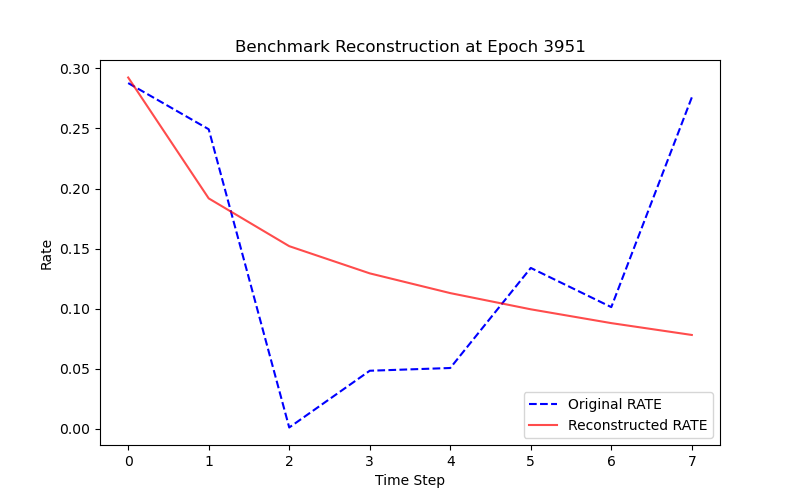 Benchmark Reconstruction at Epoch 3951
0.30
0.25
0.20
0.15
0.10
0.05
0.00
Rate
Original RATE
Reconstructed RATE
0 1 2 3 4 5 6 7
Time Step